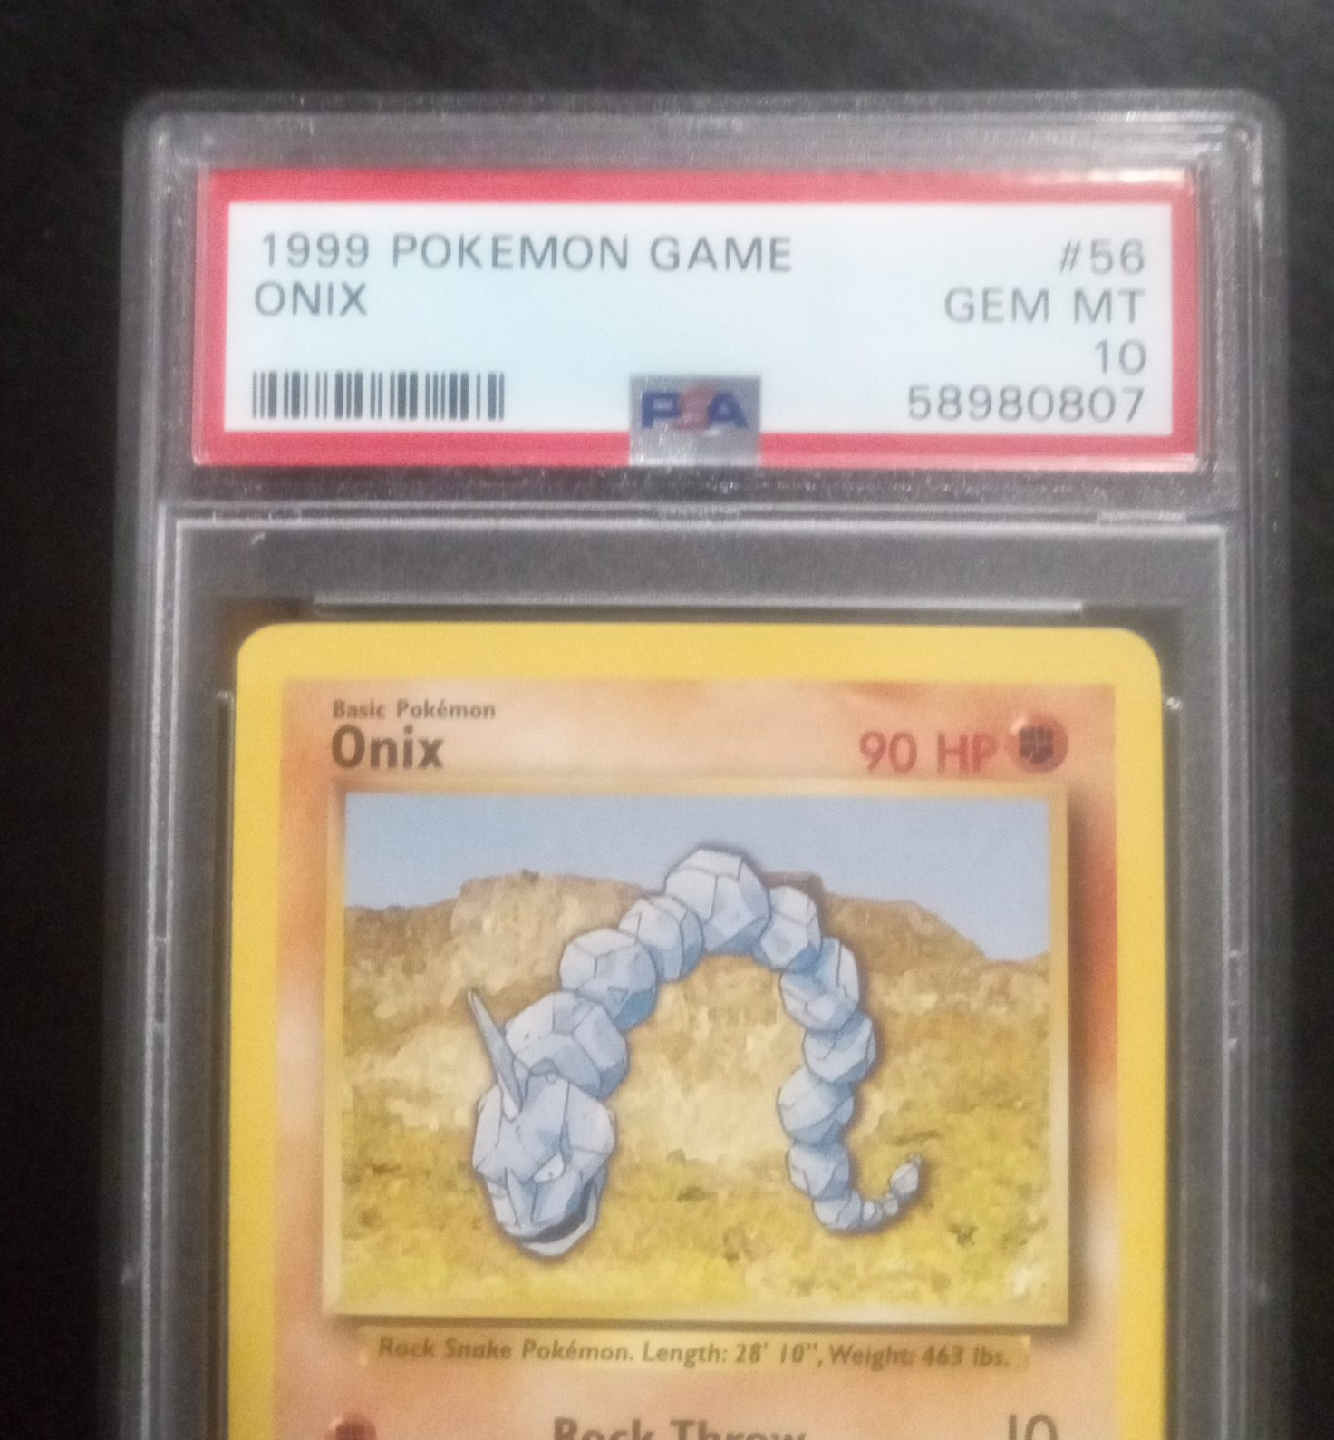 1999 POKEMON GAME #56
ONIX GEM MT
10
PSA 58980807
Basic Pokémon
Onix 90 HP
Rock Snake Pokémon. Length: 28' 10", Weight: 463 lbs.
Rock Throw 10